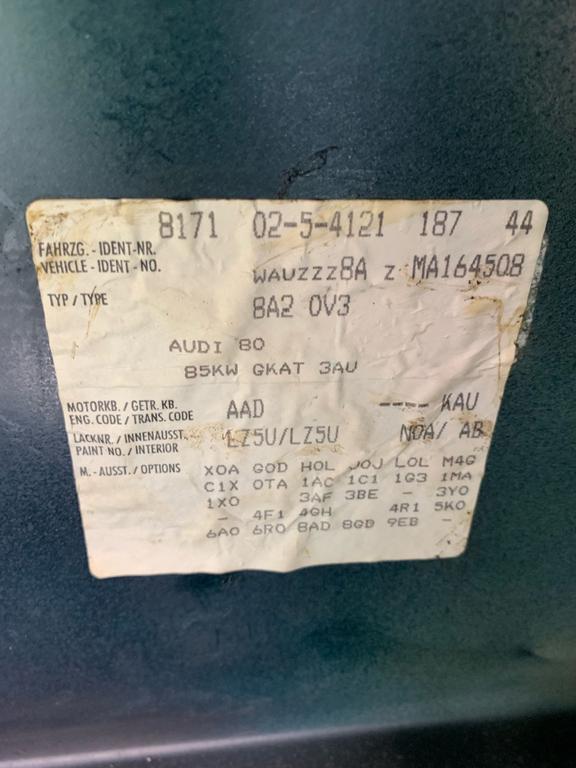 8171 02-5-4121 187 44
FAHRZG. - IDENT-NR.
VEHICLE - IDENT - NO.
WAUZZZ8A Z MA164508
TYP / TYPE
8A2 0V3
AUDI 80
85KW GKAT 3AU
MOTORKB. / GETR. KB.
ENG. CODE / TRANS. CODE
AAD --- KAU
LACKNR. / INNENAUSST.
PAINT NO. / INTERIOR
LZ5U/LZ5U N0A/ AB
M.- AUSST. / OPTIONS
X0A G0D H0L J0J L0L M4G
C1X 0TA 1AC 1C1 1G3 1MA
1X0 3AF 3BE - 3Y0
- 4F1 4GH 4R1 5K0
6A0 6R0 8AD 8GD 9EB -